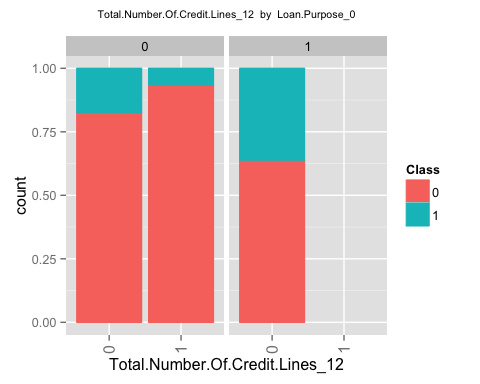 Total.Number.Of.Credit.Lines_12 by Loan.Purpose_0
0 1
1.00
0.75
0.50
0.25
0.00
count
0 1 0 1
Total.Number.Of.Credit.Lines_12
Class
0
1